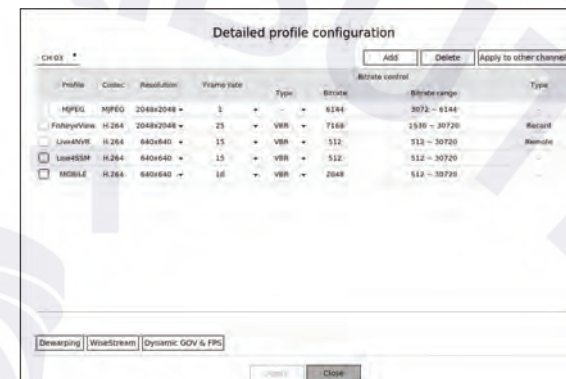 Detailed profile configuration
CH 03
Add Delete Apply to other channel
Profile Codec Resolution Frame rate Bitrate control Type
Type Bitrate Bitrate range
MJPEG MJPEG 2048x2048 1 - 6144 3072 ~ 6144 -
FisheyeView H.264 2048x2048 25 VBR 7168 1536 ~ 30720 Record
Live4NVR H.264 640x640 15 VBR 512 512 ~ 30720 Remote
Live4SSM H.264 640x640 15 VBR 512 512 ~ 30720 -
MOBILE H.264 640x640 10 VBR 2048 512 ~ 30720 -
Dewarping WiseStream Dynamic GOV & FPS
Apply Close